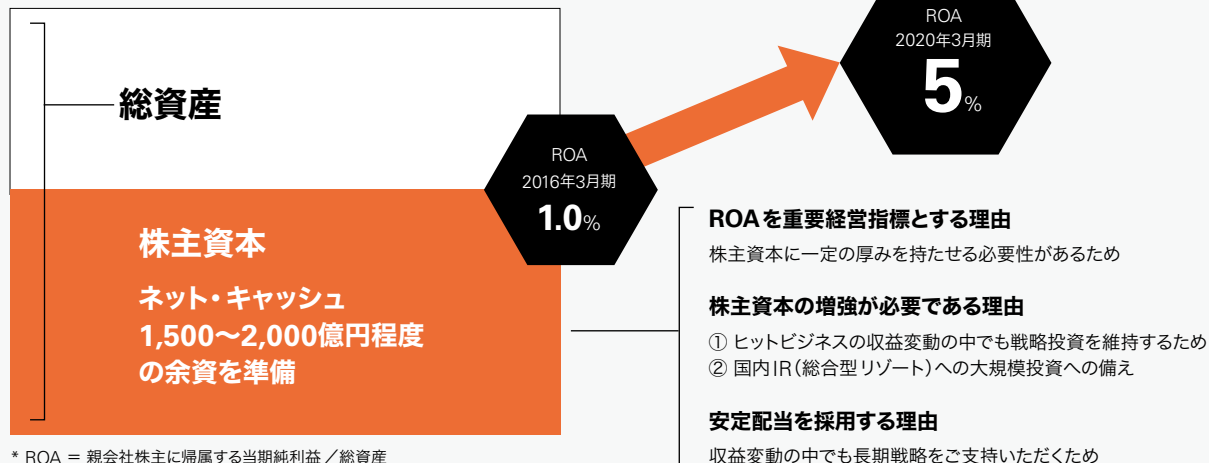 総資産
株主資本
ネット・キャッシュ
1,500〜2,000億円程度
の余資を準備
ROA
2016年3月期
1.0%
ROA
2020年3月期
5%
ROAを重要経営指標とする理由
株主資本に一定の厚みを持たせる必要性があるため
株主資本の増強が必要である理由
① ヒットビジネスの収益変動の中でも戦略投資を維持するため
② 国内IR(総合型リゾート)への大規模投資への備え
安定配当を採用する理由
収益変動の中でも長期戦略をご支持いただくため
* ROA = 親会社株主に帰属する当期純利益/総資産